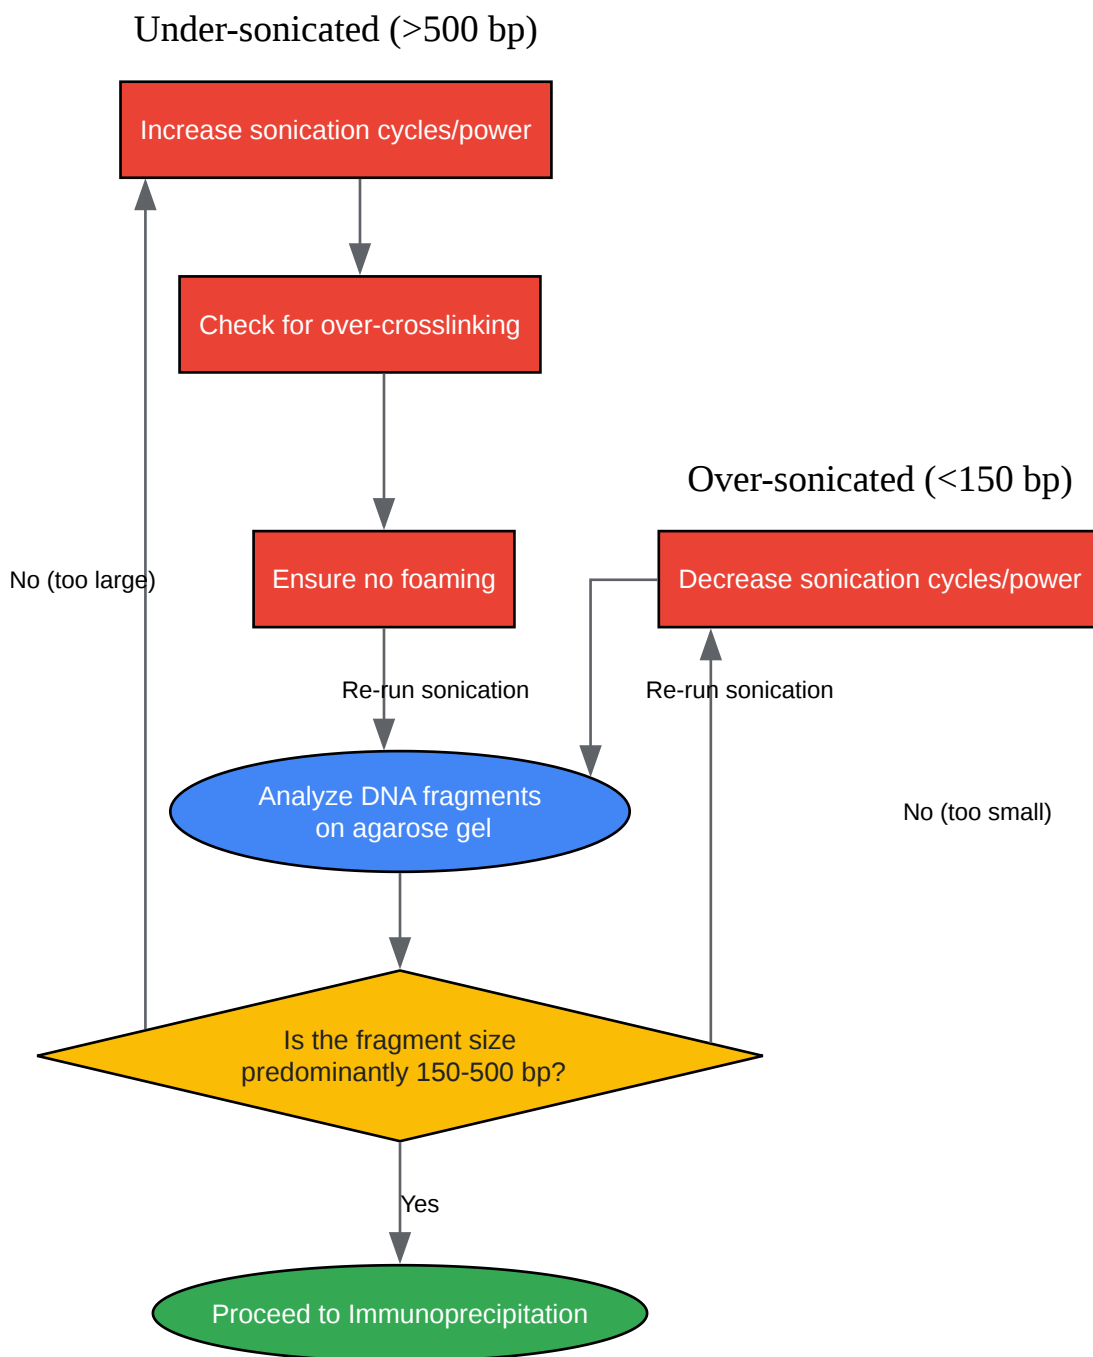 Under-sonicated (>500 bp)
Increase sonication cycles/power
Check for over-crosslinking
Over-sonicated (<150 bp)
No (too large)
Ensure no foaming
Decrease sonication cycles/power
Re-run sonication
Re-run sonication
Analyze DNA fragments
on agarose gel
No (too small)
Is the fragment size
predominantly 150-500 bp?
Yes
Proceed to Immunoprecipitation